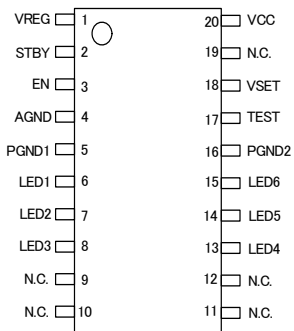 VREG 1 20 VCC
STBY 2 19 N.C.
EN 3 18 VSET
AGND 4 17 TEST
PGND1 5 16 PGND2
LED1 6 15 LED6
LED2 7 14 LED5
LED3 8 13 LED4
N.C. 9 12 N.C.
N.C. 10 11 N.C.